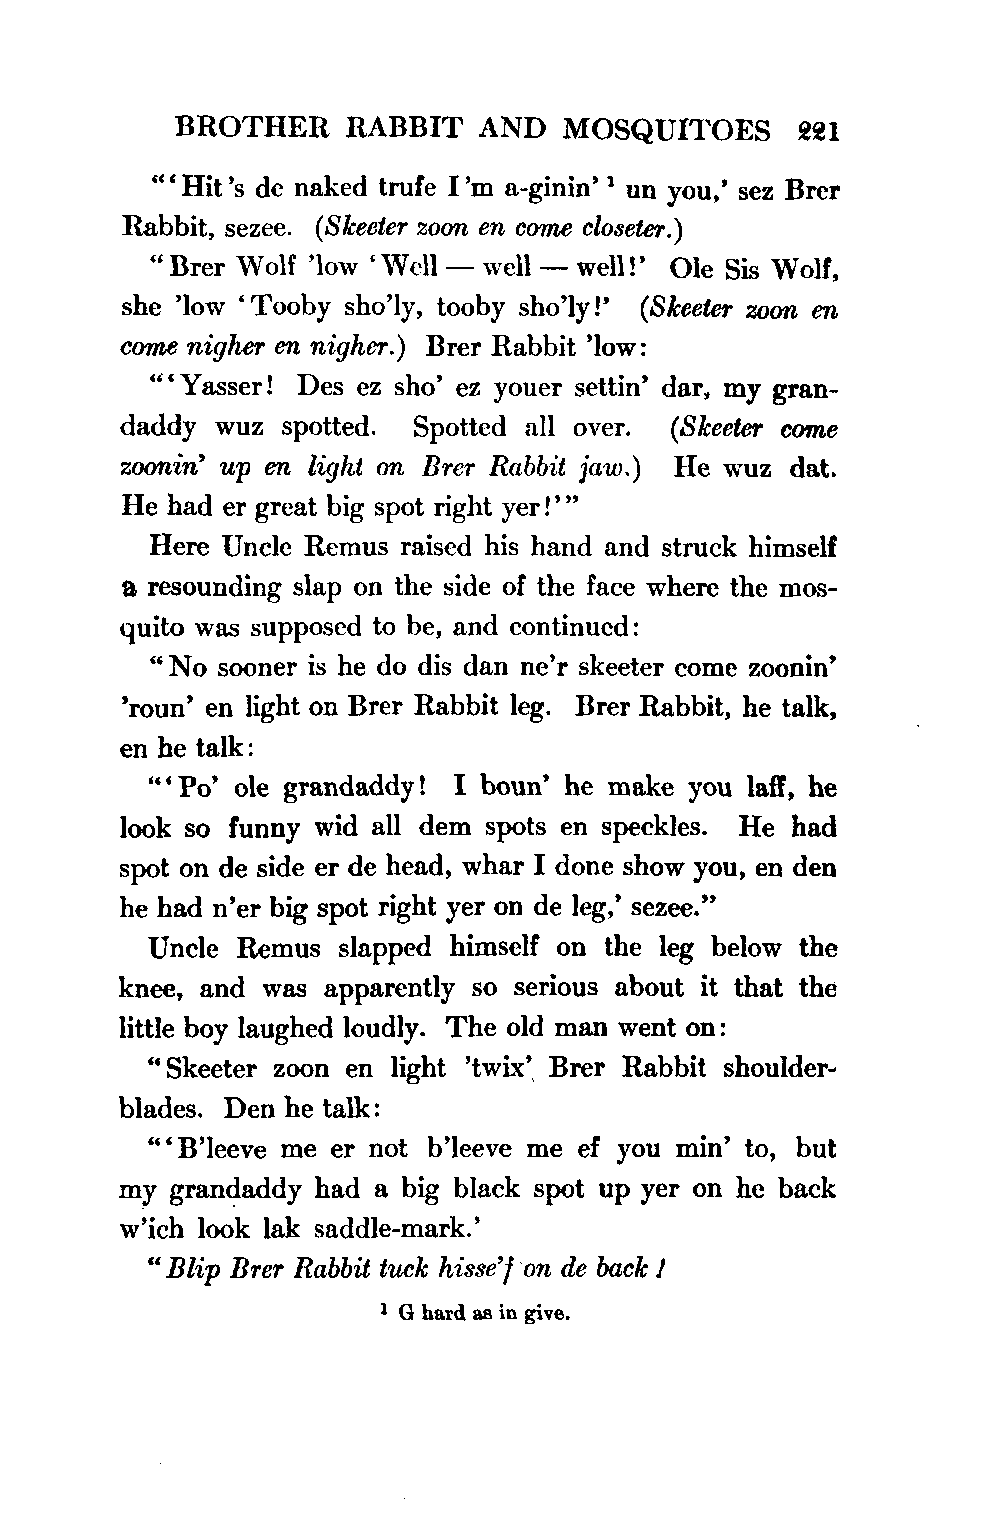 BROTHER RABBIT AND MOSQUITOES 221
"'Hit's de naked trufe I'm a-ginin'¹ un you,' sez Brer
Rabbit, sezee. (Skeeter zoon en come closeter.)
"Brer Wolf 'low 'Well — well — well!' Ole Sis Wolf,
she 'low 'Tooby sho'ly, tooby sho'ly!' (Skeeter zoon en
come nigher en nigher.) Brer Rabbit 'low:
"'Yasser! Des ez sho' ez youer settin' dar, my gran-
daddy wuz spotted. Spotted all over. (Skeeter come
zoonin' up en light on Brer Rabbit jaw.) He wuz dat.
He had er great big spot right yer!'"
Here Uncle Remus raised his hand and struck himself
a resounding slap on the side of the face where the mos-
quito was supposed to be, and continued:
"No sooner is he do dis dan ne'r skeeter come zoonin'
'roun' en light on Brer Rabbit leg. Brer Rabbit, he talk,
en he talk:
"'Po' ole grandaddy! I boun' he make you laff, he
look so funny wid all dem spots en speckles. He had
spot on de side er de head, whar I done show you, en den
he had n'er big spot right yer on de leg,' sezee."
Uncle Remus slapped himself on the leg below the
knee, and was apparently so serious about it that the
little boy laughed loudly. The old man went on:
"Skeeter zoon en light 'twix' Brer Rabbit shoulder-
blades. Den he talk:
"'B'leeve me er not b'leeve me ef you min' to, but
my grandaddy had a big black spot up yer on he back
w'ich look lak saddle-mark.'
"Blip Brer Rabbit tuck hisse'f on de back!
¹ G hard as in give.